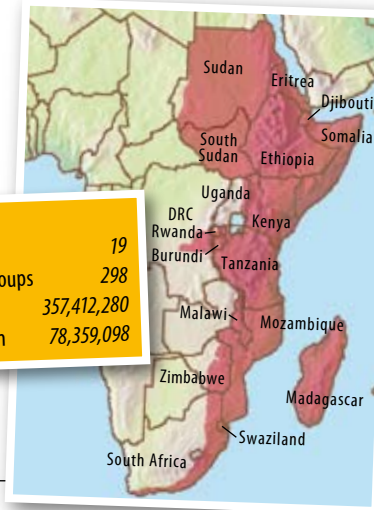 Sudan
Eritrea
Djibouti
South
Sudan
Somalia
Ethiopia
Uganda
DRC
Rwanda
Kenya
Burundi
Tanzania
19
oups 298
357,412,280
n 78,359,098
Malawi
Mozambique
Zimbabwe
Madagascar
Swaziland
South Africa